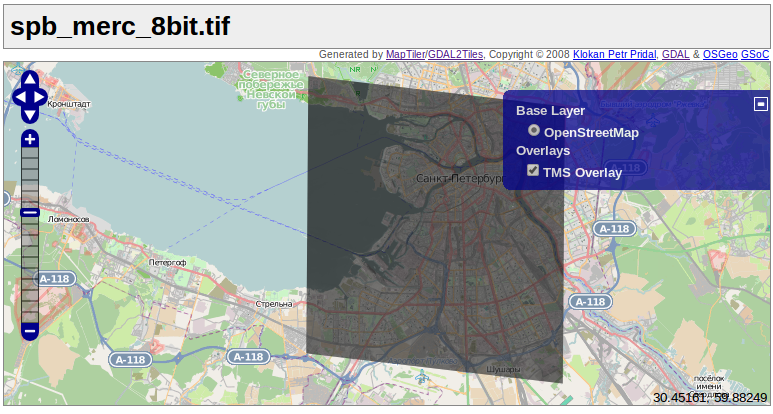 spb_merc_8bit.tif
Generated by MapTiler/GDAL2Tiles, Copyright © 2008 Klokan Petr Pridal, GDAL & OSGeo GSoC
Северное
побережье
Невской
губы
Кронштадт
Base Layer
OpenStreetMap
Overlays
TMS Overlay
A-118
Санкт-Петербург
Ломоносов
A-118
Петергоф
A-118
Стрельна
A-118
A-118
A-118
Шушары
посёлок
имени
30.45161, 59.88249